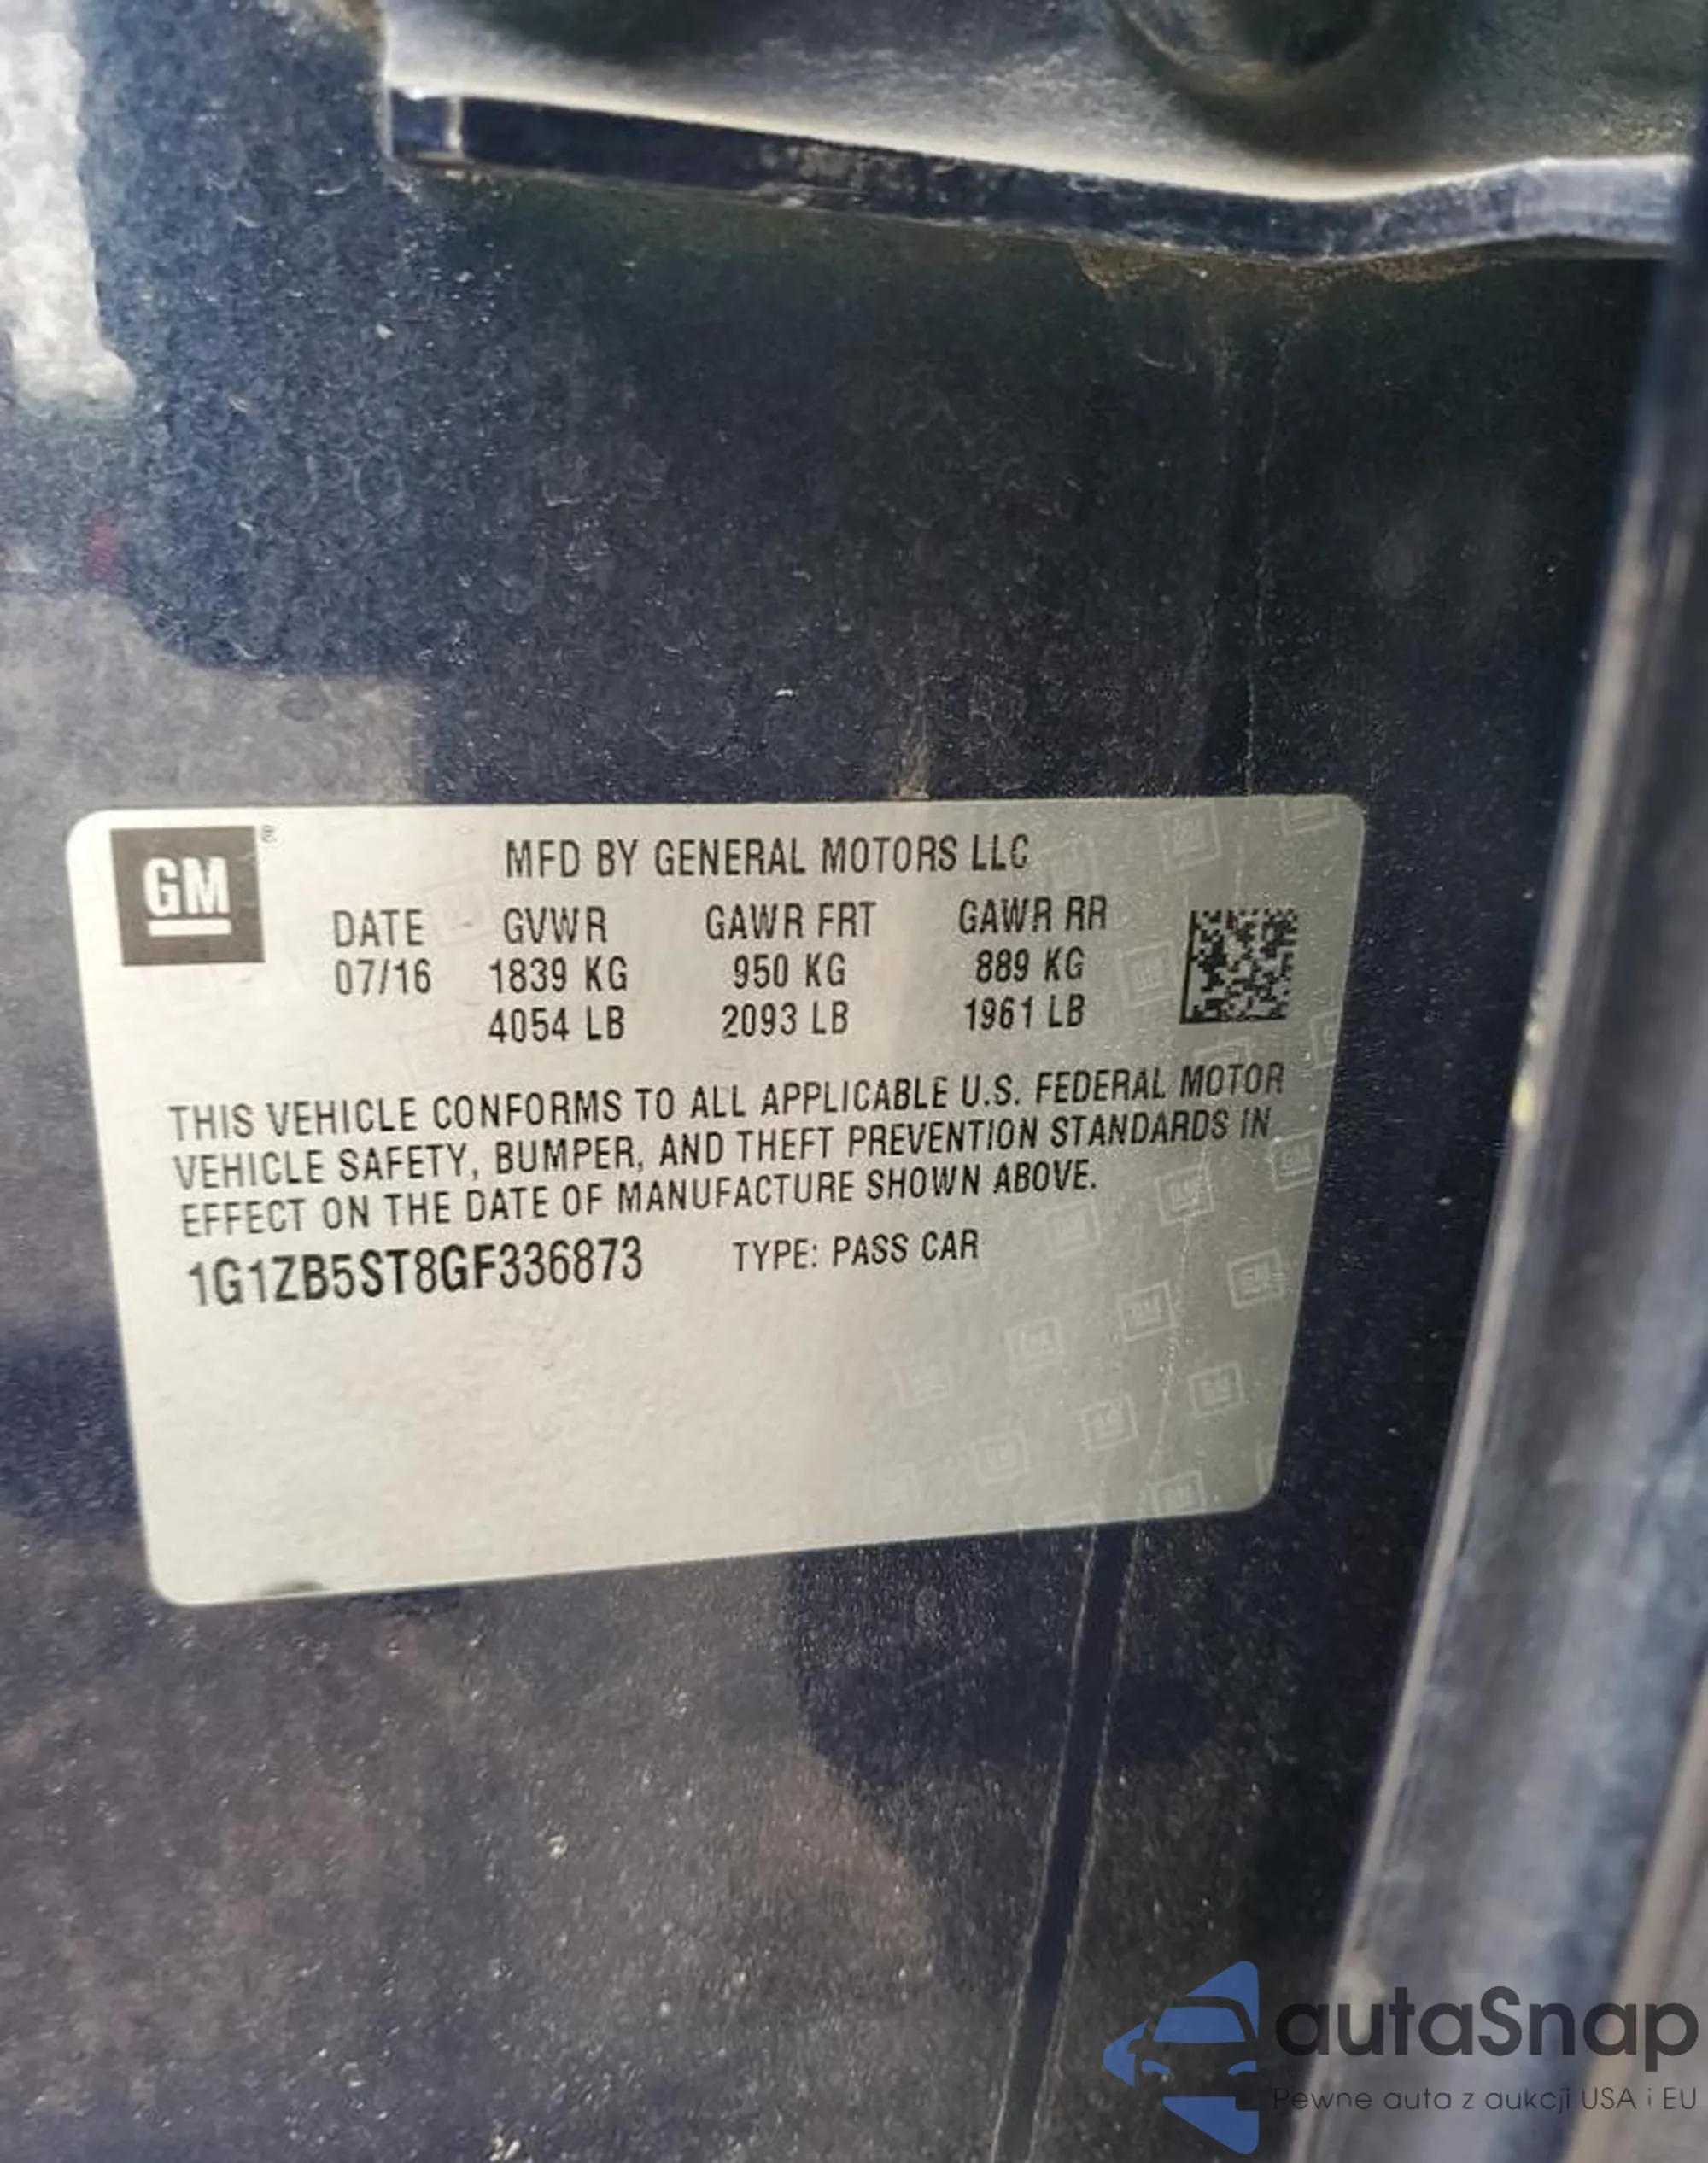 GM ®
MFD BY GENERAL MOTORS LLC
DATE GVWR GAWR FRT GAWR RR
07/16 1839 KG 950 KG 889 KG
4054 LB 2093 LB 1961 LB
THIS VEHICLE CONFORMS TO ALL APPLICABLE U.S. FEDERAL MOTOR
VEHICLE SAFETY, BUMPER, AND THEFT PREVENTION STANDARDS IN
EFFECT ON THE DATE OF MANUFACTURE SHOWN ABOVE.
1G1ZB5ST8GF336873 TYPE: PASS CAR
autaSnap
Pewne auta z aukcji USA i EU